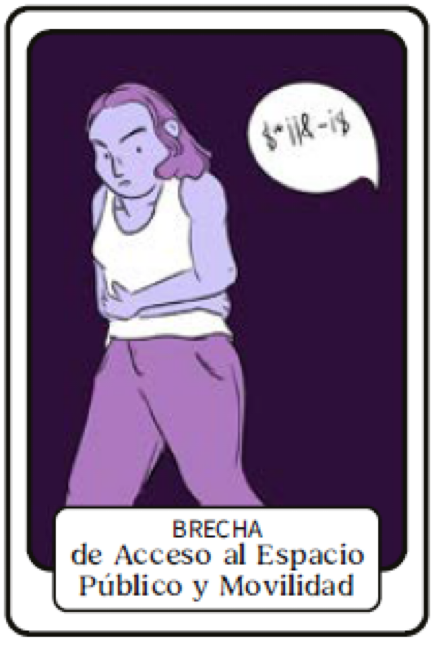 $*¡||&-¡$
BRECHA
de Acceso al Espacio
Público y Movilidad